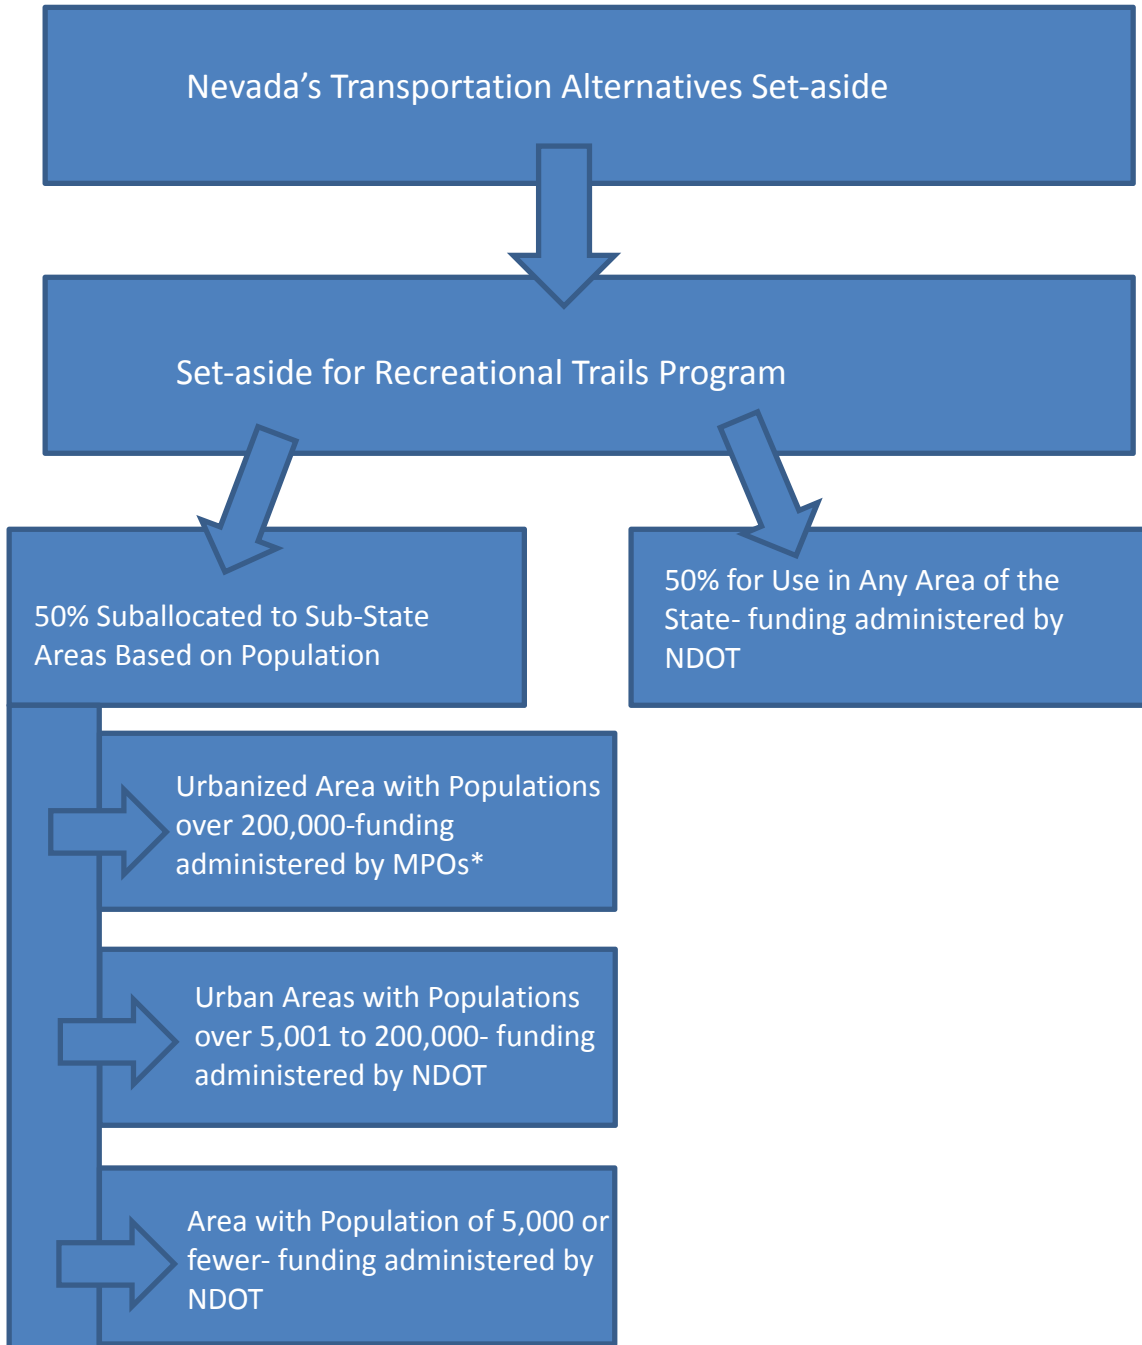 Nevada’s Transportation Alternatives Set-aside
Set-aside for Recreational Trails Program
50% Suballocated to Sub-State
Areas Based on Population
50% for Use in Any Area of the
State- funding administered by
NDOT
Urbanized Area with Populations
over 200,000-funding
administered by MPOs*
Urban Areas with Populations
over 5,001 to 200,000- funding
administered by NDOT
Area with Population of 5,000 or
fewer- funding administered by
NDOT